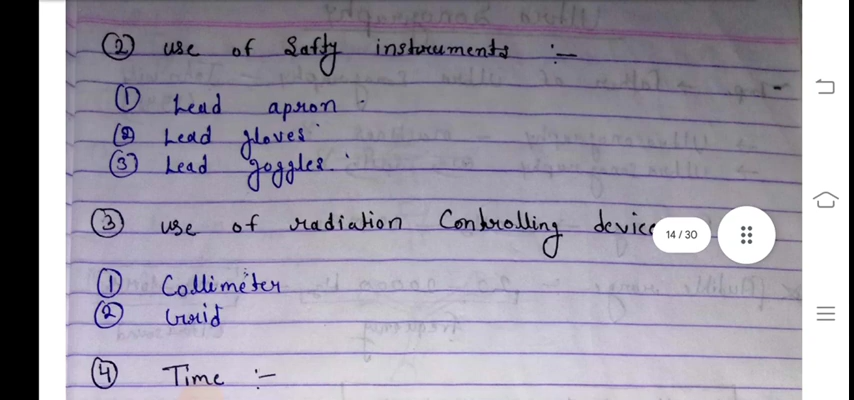 ② use of Safty instruments :-
① Lead apron
② Lead gloves
③ Lead goggles.
③ use of radiation Controlling device
14 / 30
① Collimeter
② Grid
④ Time :-